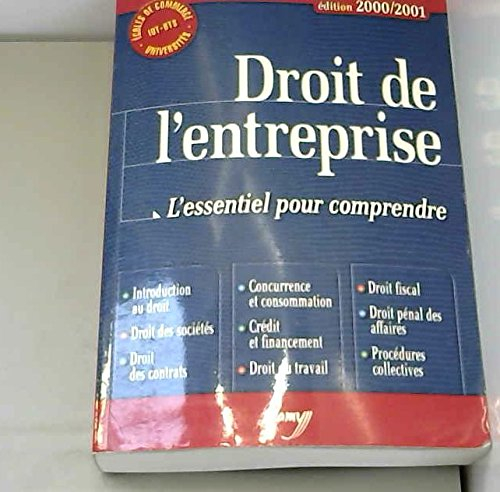 édition 2000/2001
ÉCOLES DE COMMERCE
IUT-BTS
UNIVERSITÉS
Droit de
l'entreprise
L'essentiel pour comprendre
Introduction
au droit
Droit des sociétés
Droit
des contrats
Concurrence
et consommation
Crédit
et financement
Droit du travail
Droit fiscal
Droit pénal des
affaires
Procédures
collectives